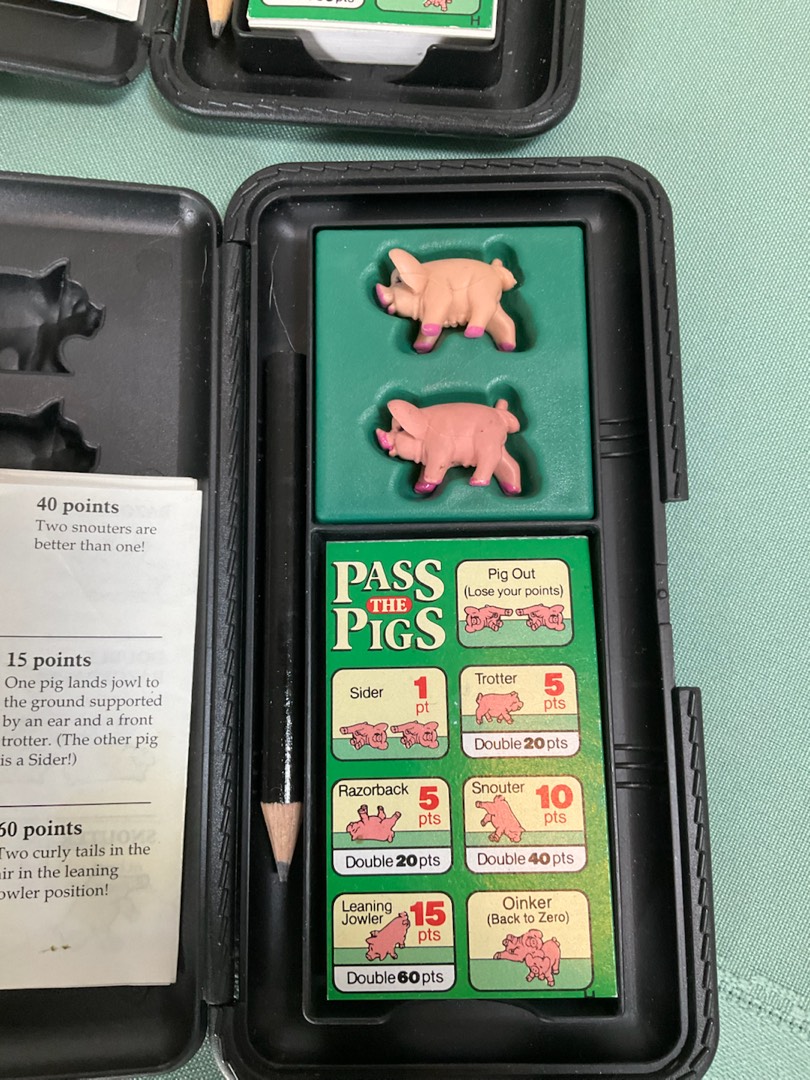 H
40 points
Two snouters are
better than one!
15 points
One pig lands jowl to
the ground supported
by an ear and a front
trotter. (The other pig
is a Sider!)
60 points
Two curly tails in the
air in the leaning
jowler position!
PASS
THE
PIGS
Pig Out
(Lose your points)
Sider 1
pt
Trotter 5
pts
Double 20 pts
Razorback 5
pts
Double 20 pts
Snouter 10
pts
Double 40 pts
Leaning
Jowler 15
pts
Double 60 pts
Oinker
(Back to Zero)
H